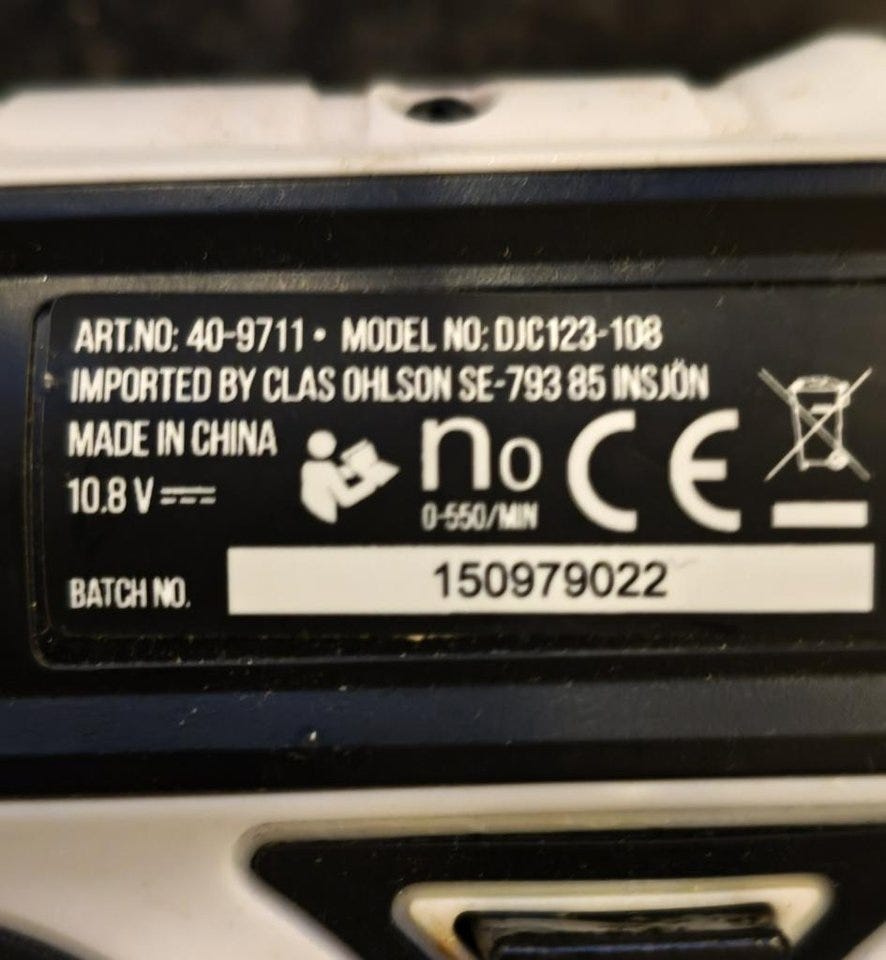 ART.NO: 40-9711 • MODEL NO: DJC123-108
IMPORTED BY CLAS OHLSON SE-793 85 INSJÖN
MADE IN CHINA
10.8 V
no
0-550/MIN
CE
BATCH NO. 150979022